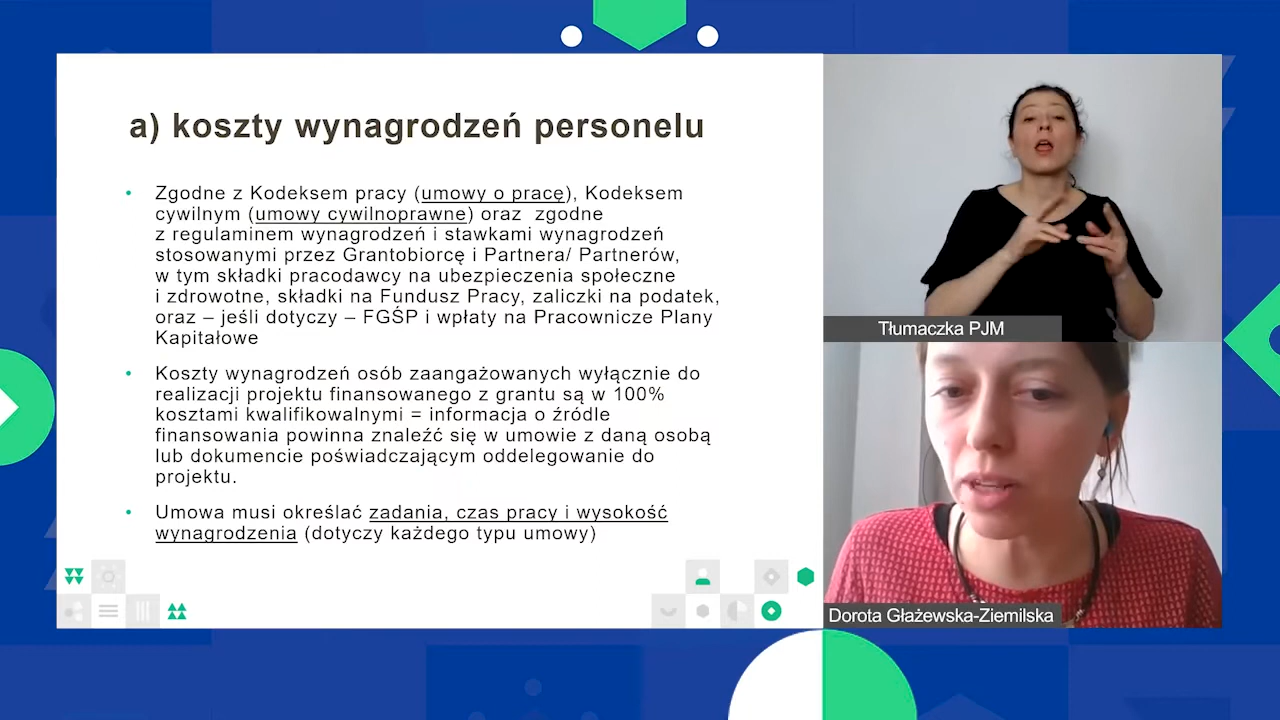 a) koszty wynagrodzeń personelu
• Zgodne z Kodeksem pracy (umowy o pracę), Kodeksem
cywilnym (umowy cywilnoprawne) oraz zgodne
z regulaminem wynagrodzeń i stawkami wynagrodzeń
stosowanymi przez Grantobiorcę i Partnera/ Partnerów,
w tym składki pracodawcy na ubezpieczenia społeczne
i zdrowotne, składki na Fundusz Pracy, zaliczki na podatek,
oraz – jeśli dotyczy – FGŚP i wpłaty na Pracownicze Plany
Kapitałowe
• Koszty wynagrodzeń osób zaangażowanych wyłącznie do
realizacji projektu finansowanego z grantu są w 100%
kosztami kwalifikowalnymi = informacja o źródle
finansowania powinna znaleźć się w umowie z daną osobą
lub dokumencie poświadczającym oddelegowanie do
projektu.
• Umowa musi określać zadania, czas pracy i wysokość
wynagrodzenia (dotyczy każdego typu umowy)
Tłumaczka PJM
Dorota Głażewska-Ziemilska